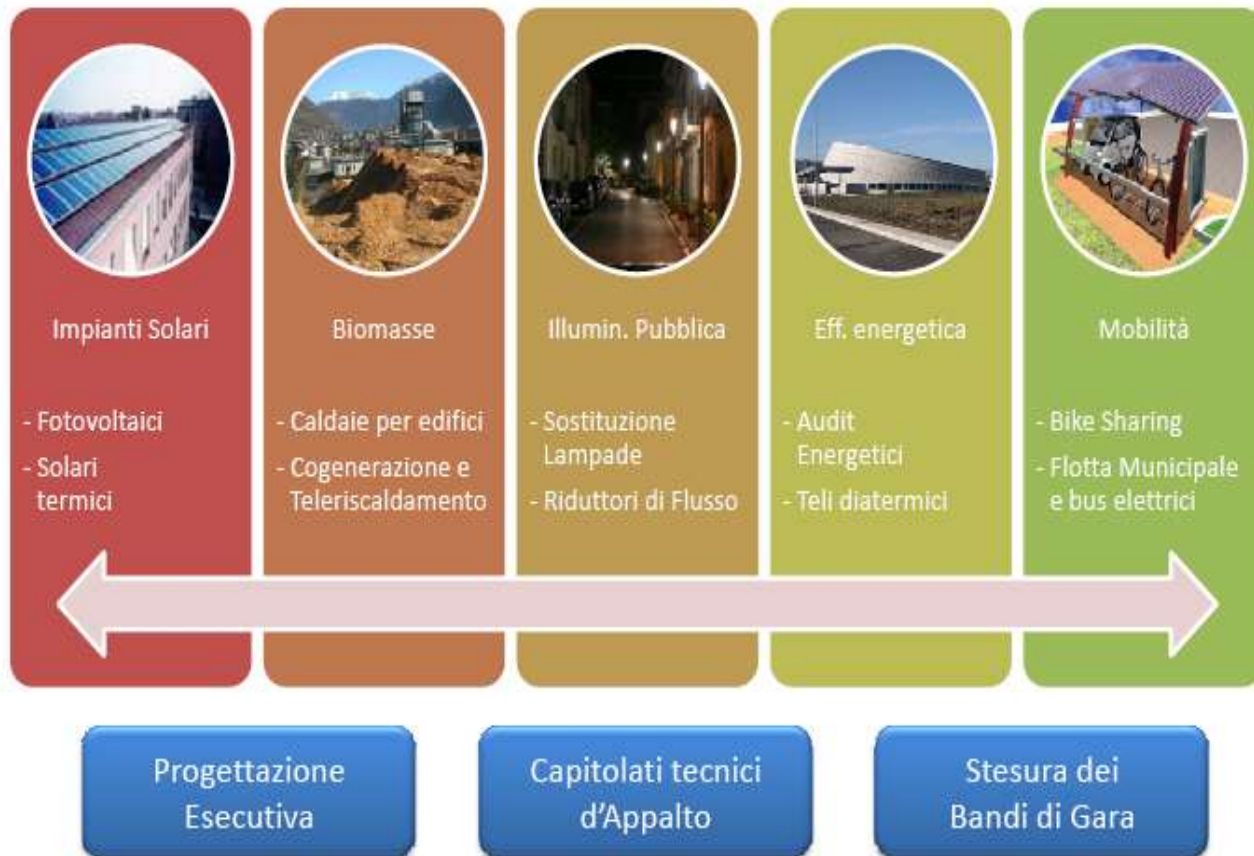 Impianti Solari
- Fotovoltaici
- Solari
termici
Biomasse
- Caldaie per edifici
- Cogenerazione e
Teleriscaldamento
Illumin. Pubblica
- Sostituzione
Lampade
- Riduttori di Flusso
Eff. energetica
- Audit
Energetici
- Teli diatermici
Mobilità
- Bike Sharing
- Flotta Municipale
e bus elettrici
Progettazione
Esecutiva
Capitolati tecnici
d'Appalto
Stesura dei
Bandi di Gara